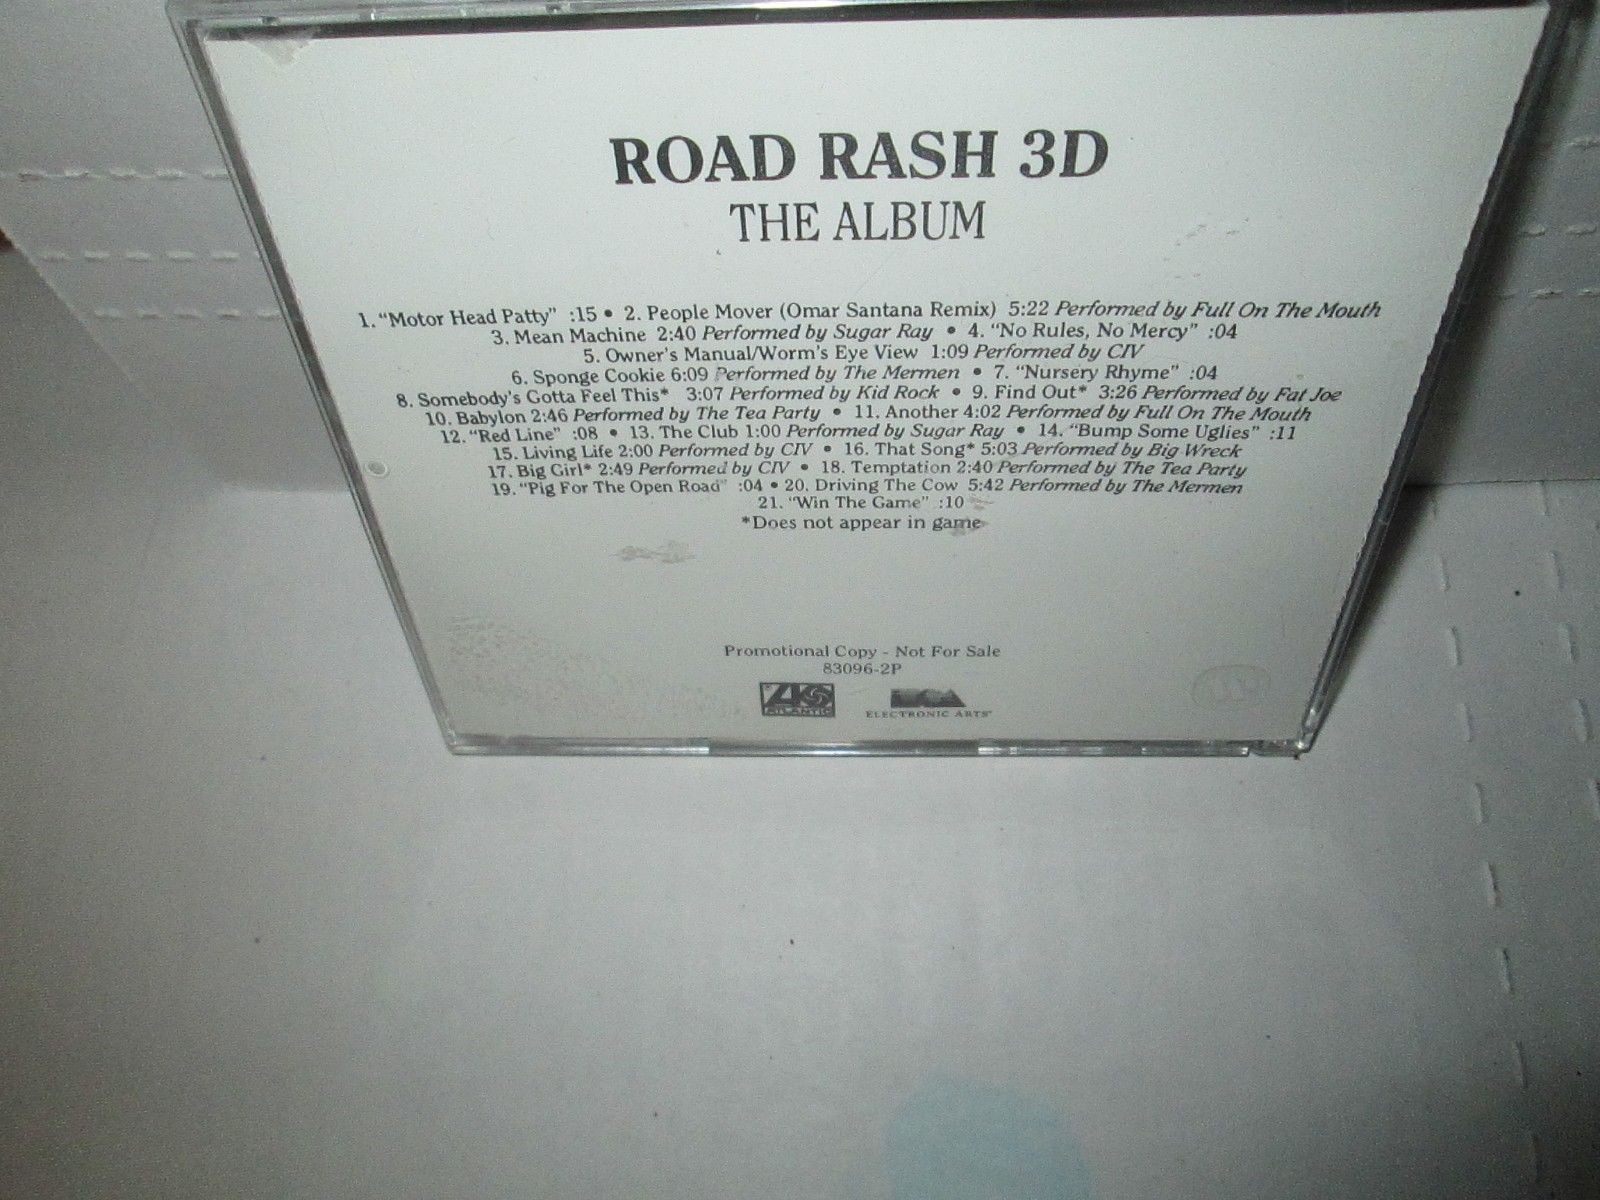 ROAD RASH 3D
THE ALBUM
1. "Motor Head Patty" :15 • 2. People Mover (Omar Santana Remix) 5:22 Performed by Full On The Mouth
3. Mean Machine 2:40 Performed by Sugar Ray • 4. "No Rules, No Mercy" :04
5. Owner's Manual/Worm's Eye View 1:09 Performed by CIV
6. Sponge Cookie 6:09 Performed by The Mermen • 7. "Nursery Rhyme" :04
8. Somebody's Gotta Feel This* 3:07 Performed by Kid Rock • 9. Find Out* 3:26 Performed by Fat Joe
10. Babylon 2:46 Performed by The Tea Party • 11. Another 4:02 Performed by Full On The Mouth
12. "Red Line" :08 • 13. The Club 1:00 Performed by Sugar Ray • 14. "Bump Some Uglies" :11
15. Living Life 2:00 Performed by CIV • 16. That Song* 5:03 Performed by Big Wreck
17. Big Girl* 2:49 Performed by CIV • 18. Temptation 2:40 Performed by The Tea Party
19. "Pig For The Open Road" :04 • 20. Driving The Cow 5:42 Performed by The Mermen
21. "Win The Game" :10
*Does not appear in game
Promotional Copy - Not For Sale
83096-2P
ATLANTIC
ELECTRONIC ARTS